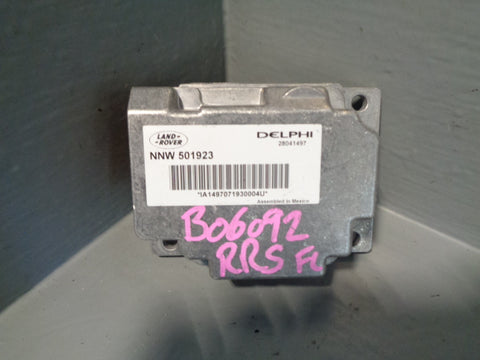 LAND-
ROVER
DELPHI
28041497
NNW 501923
*IA1497071930004U*
Assembled in Mexico
B06092
RRS FL